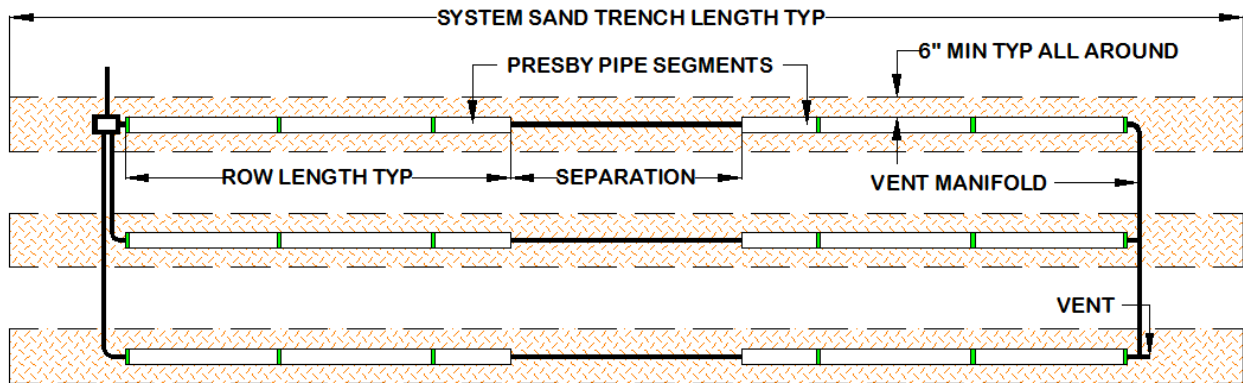 SYSTEM SAND TRENCH LENGTH TYP
6" MIN TYP ALL AROUND
PRESBY PIPE SEGMENTS
ROW LENGTH TYP
SEPARATION
VENT MANIFOLD
VENT